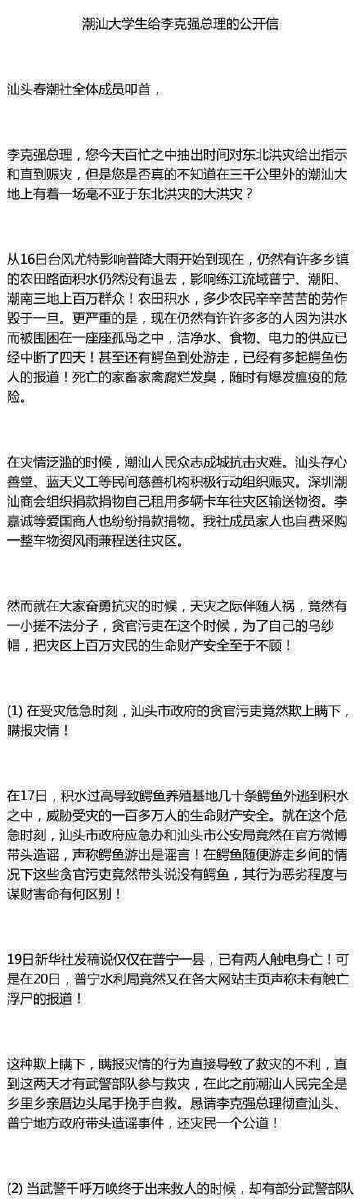 潮汕大学生给李克强总理的公开信
汕头春潮社全体成员叩首，
李克强总理，您今天百忙之中抽出时间对东北洪灾给出指示
和直到赈灾，但是您是否真的不知道在三千公里外的潮汕大
地上有着一场毫不亚于东北洪灾的大洪灾？
从16日台风尤特影响普降大雨开始到现在，仍然有许多乡镇
的农田路面积水仍然没有退去，影响练江流域普宁、潮阳、
潮南三地上百万群众！农田积水，多少农民辛辛苦苦的劳作
毁于一旦。更严重的是，现在仍然有许许多多的人因为洪水
而被围困在一座座孤岛之中，洁净水、食物、电力的供应已
经中断了四天！甚至还有鳄鱼到处游走，已经有多起鳄鱼伤
人的报道！死亡的家畜家禽腐烂发臭，随时有爆发瘟疫的危
险。
在灾情泛滥的时候，潮汕人民众志成城抗击灾难。汕头存心
善堂、蓝天义工等民间慈善机构积极行动组织赈灾。深圳潮
汕商会组织捐款捐物自己租用多辆卡车往灾区输送物资。李
嘉诚等爱国商人也纷纷捐款捐物。我社成员家人也自费采购
一整车物资风雨兼程送往灾区。
然而就在大家奋勇抗灾的时候，天灾之际伴随人祸，竟然有
一小搓不法分子，贪官污吏在这个时候，为了自己的乌纱
帽，把灾区上百万灾民的生命财产安全至于不顾！
(1) 在受灾危急时刻，汕头市政府的贪官污吏竟然欺上瞒下，
瞒报灾情！
在17日，积水过高导致鳄鱼养殖基地几十条鳄鱼外逃到积水
之中，威胁受灾的一百多万人的生命财产安全。就在这个危
急时刻，汕头市政府应急办和汕头市公安局竟然在官方微博
带头造谣，声称鳄鱼游出是谣言！在鳄鱼随便游走乡间的情
况下这些贪官污吏竟然带头说没有鳄鱼，其行为恶劣程度与
谋财害命有何区别！
19日新华社发稿说仅仅在普宁一县，已有两人触电身亡！可
是在20日，普宁水利局竟然又在各大网站主页声称未有触亡
浮尸的报道！
这种欺上瞒下，瞒报灾情的行为直接导致了救灾的不利，直
到这两天才有武警部队参与救灾，在此之前潮汕人民完全是
乡里乡亲厝边头尾手挽手自救。恳请李克强总理彻查汕头、
普宁地方政府带头造谣事件，还灾民一个公道！
(2) 当武警千呼万唤终于出来救人的时候，却有部分武警部队